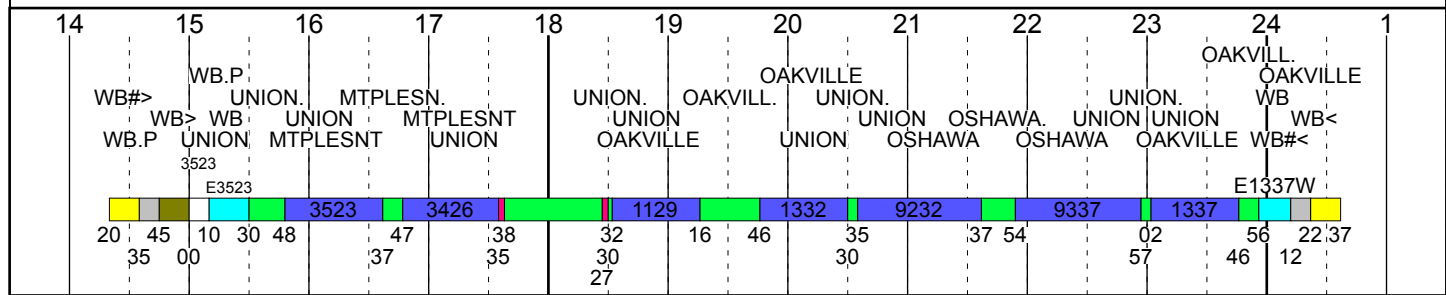 14 15 16 17 18 19 20 21 22 23 24 1
OAKVILL.
WB.P OAKVILLE OAKVILLE
WB#> UNION. MTPLESN. UNION. OAKVILL. UNION. UNION. WB
WB> WB UNION MTPLESNT UNION UNION OSHAWA. UNION UNION WB<
WB.P UNION MTPLESNT UNION OAKVILLE UNION OSHAWA OSHAWA OAKVILLE WB#<
3523
E3523 E1337W
3523 3426 1129 1332 9232 9337 1337
20 45 10 30 48 47 38 32 16 46 35 37 54 02 56 22 37
35 00 37 35 30 30 57 46 12
27